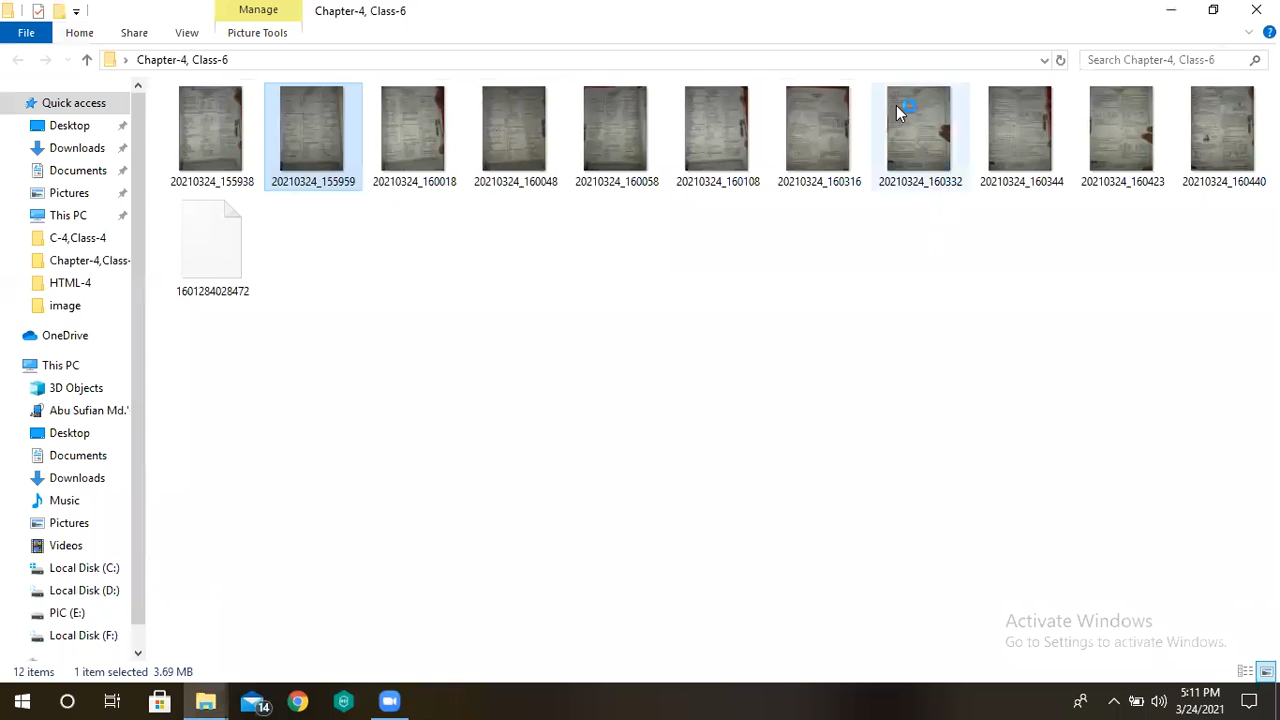 Manage
Chapter-4, Class-6
File
Home
Share
View
Picture Tools
Chapter-4, Class-6
Search Chapter-4, Class-6
Quick access
Desktop
Downloads
Documents
Pictures
This PC
C-4,Class-4
Chapter-4,Class-
HTML-4
image
OneDrive
This PC
3D Objects
Abu Sufian Md.'
Desktop
Documents
Downloads
Music
Pictures
Videos
Local Disk (C:)
Local Disk (D:)
PIC (E:)
Local Disk (F:)
20210324_155938
20210324_155959
20210324_160018
20210324_160048
20210324_160058
20210324_160108
20210324_160316
20210324_160332
20210324_160344
20210324_160423
20210324_160440
1601284028472
Activate Windows
Go to Settings to activate Windows.
12 items
1 item selected 3.69 MB
14
5:11 PM
3/24/2021